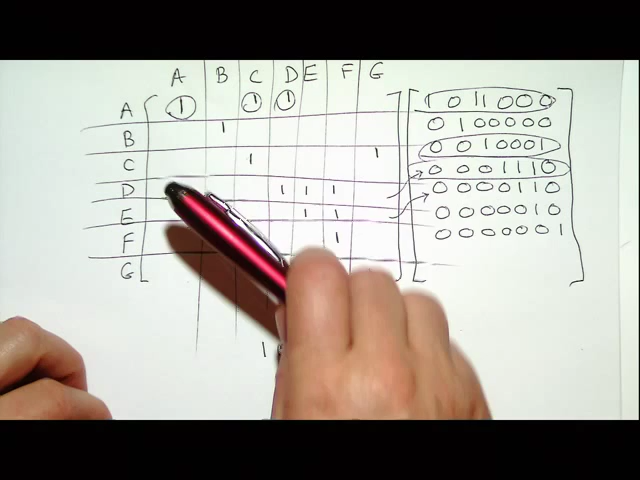 A B C D E F G
A 1 1 1 1 0 1 1 0 0 0
B 1 0 1 0 0 0 0 0
C 1 1 0 0 1 0 0 0 1
D 1 1 1 0 0 0 1 1 1 0
E 1 1 0 0 0 0 1 1 0
F 1 0 0 0 0 0 1 0
G 0 0 0 0 0 0 1
1